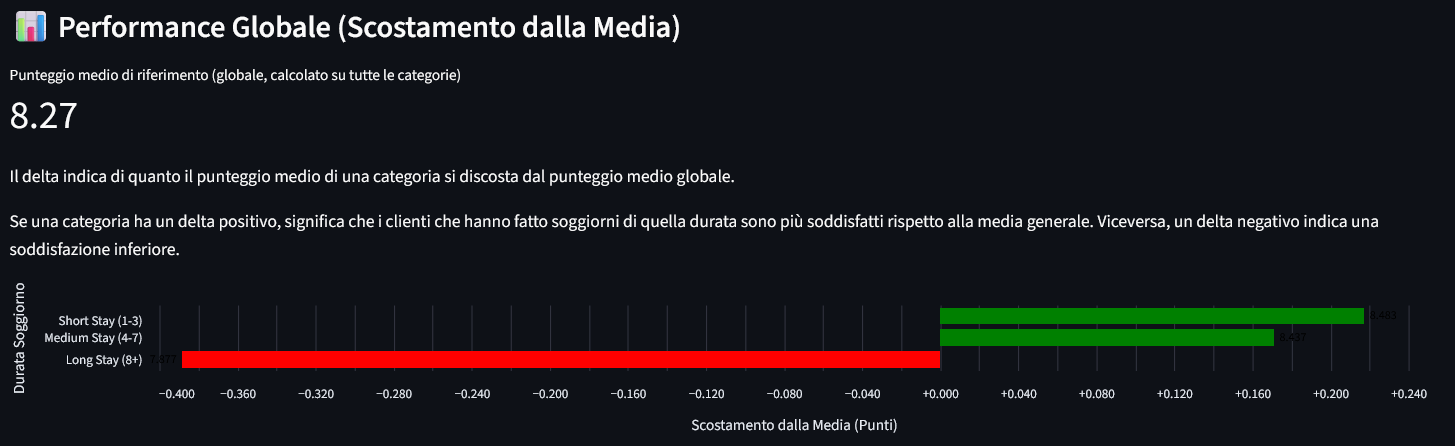 Performance Globale (Scostamento dalla Media)
Punteggio medio di riferimento (globale, calcolato su tutte le categorie)
8.27
Il delta indica di quanto il punteggio medio di una categoria si discosta dal punteggio medio globale.
Se una categoria ha un delta positivo, significa che i clienti che hanno fatto soggiorni di quella durata sono più soddisfatti rispetto alla media generale. Viceversa, un delta negativo indica una
soddisfazione inferiore.
Durata Soggiorno
Short Stay (1-3)
8.483
Medium Stay (4-7)
8.437
Long Stay (8+)
7.877
−0.400 −0.360 −0.320 −0.280 −0.240 −0.200 −0.160 −0.120 −0.080 −0.040 +0.000 +0.040 +0.080 +0.120 +0.160 +0.200 +0.240
Scostamento dalla Media (Punti)